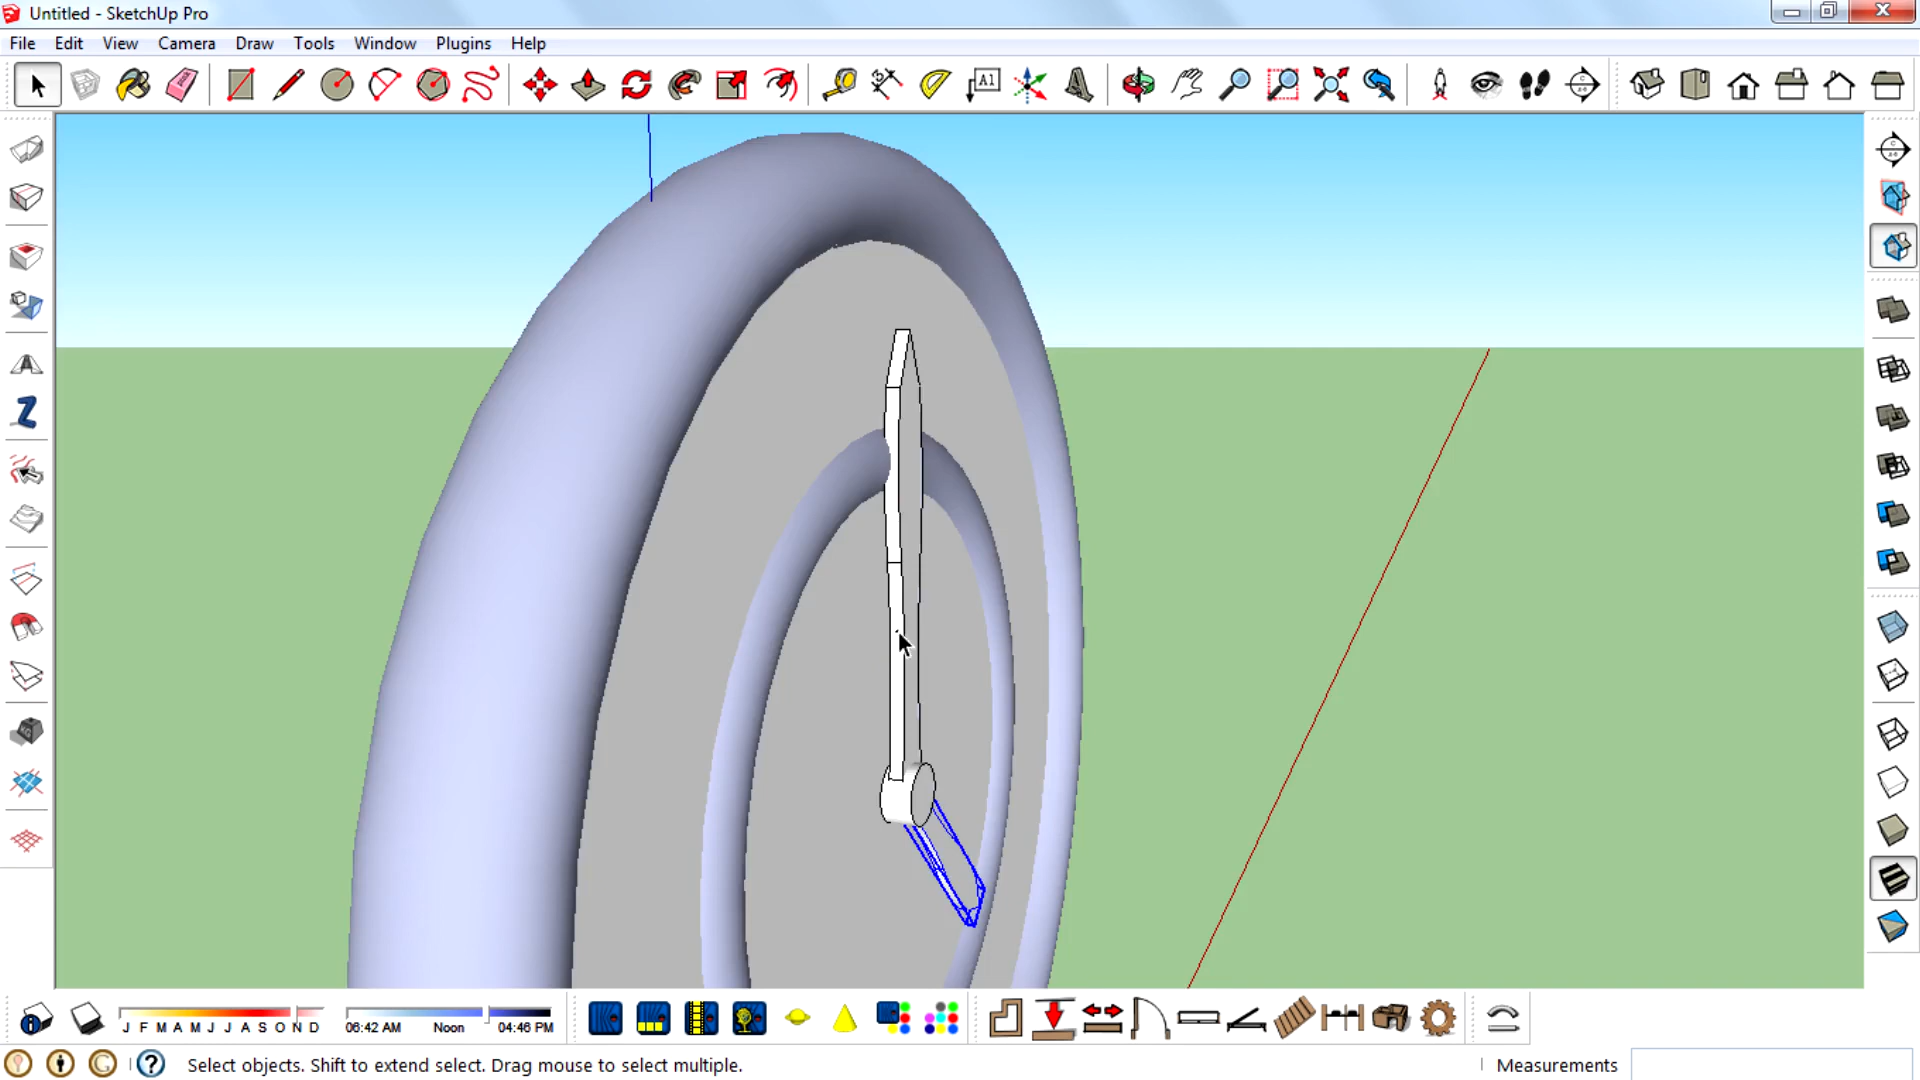 Untitled - SketchUp Pro
File Edit View Camera Draw Tools Window Plugins Help
A1
J F M A M J J A S O N D 06:42 AM Noon 04:46 PM
Select objects. Shift to extend select. Drag mouse to select multiple. Measurements